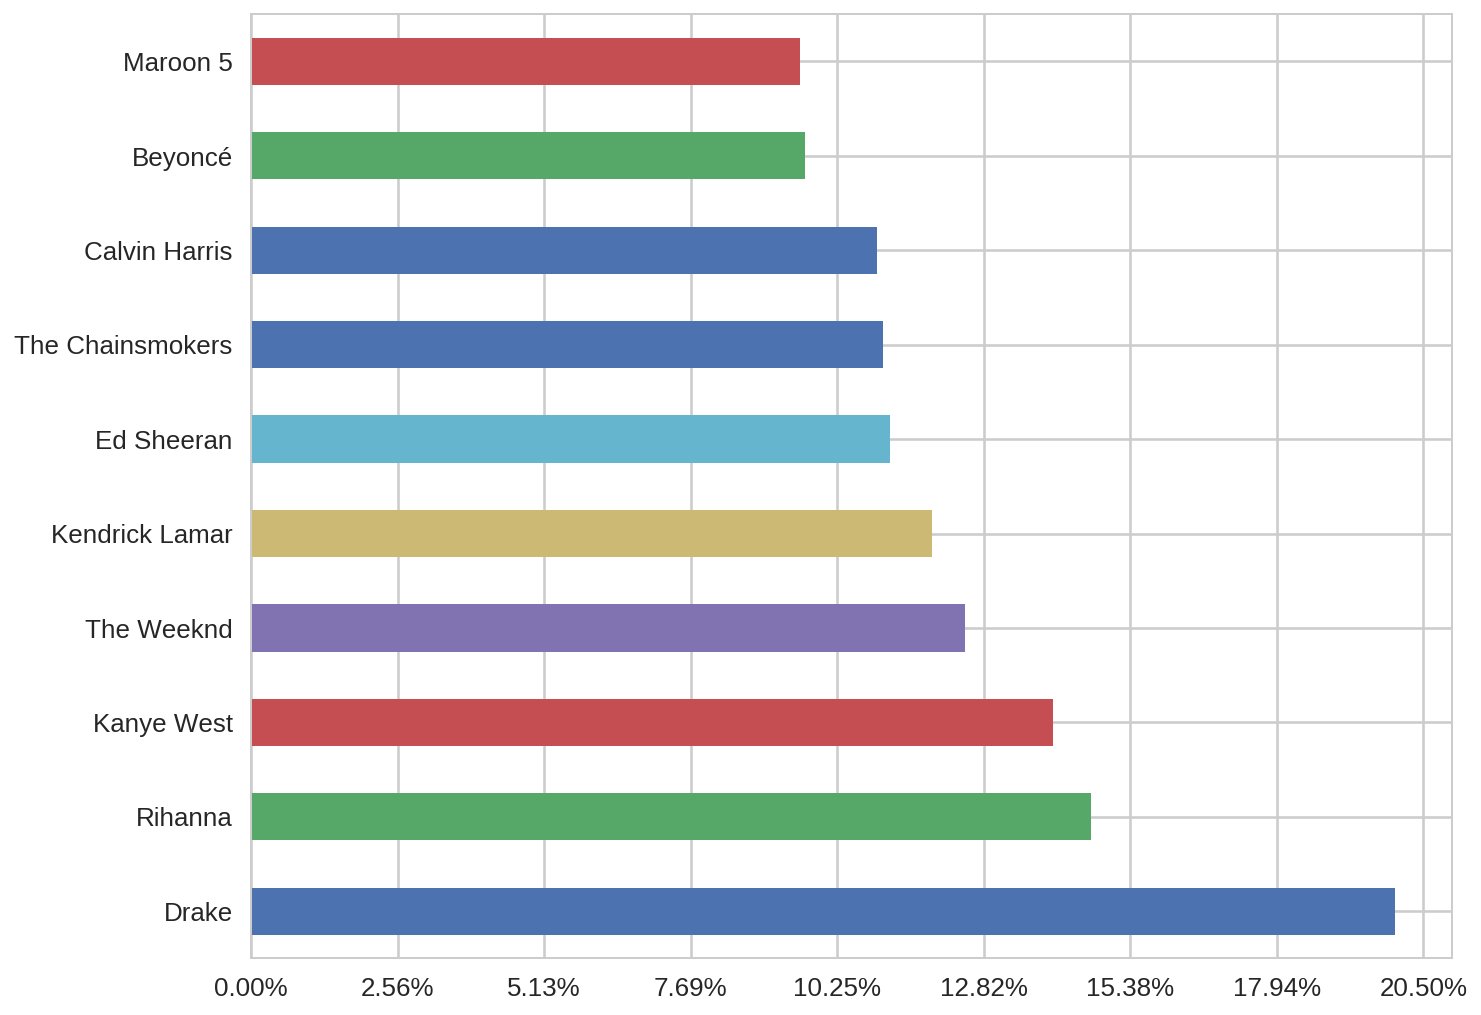 Maroon 5
Beyoncé
Calvin Harris
The Chainsmokers
Ed Sheeran
Kendrick Lamar
The Weeknd
Kanye West
Rihanna
Drake
0.00% 2.56% 5.13% 7.69% 10.25% 12.82% 15.38% 17.94% 20.50%